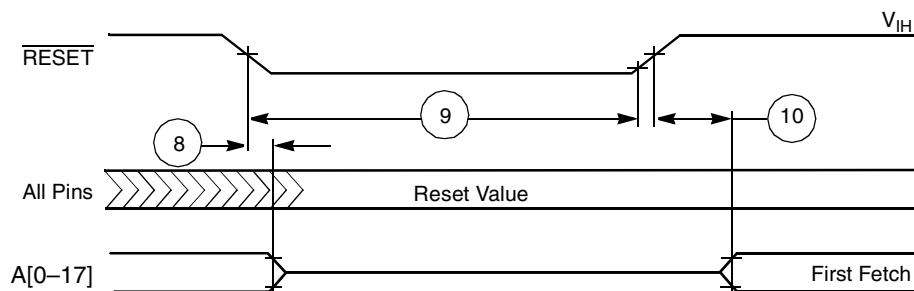 V_IH
RESET
9
10
8
All Pins
Reset Value
A[0–17]
First Fetch